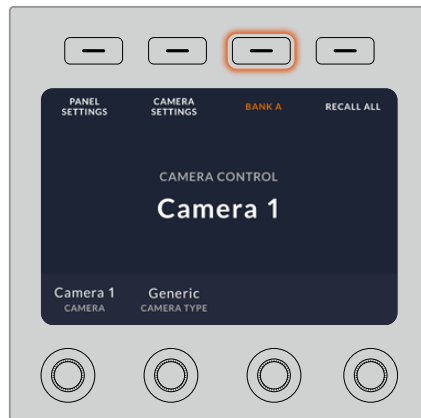 PANEL
SETTINGS
CAMERA
SETTINGS
BANK A
RECALL ALL
CAMERA CONTROL
Camera 1
Camera 1
CAMERA
Generic
CAMERA TYPE